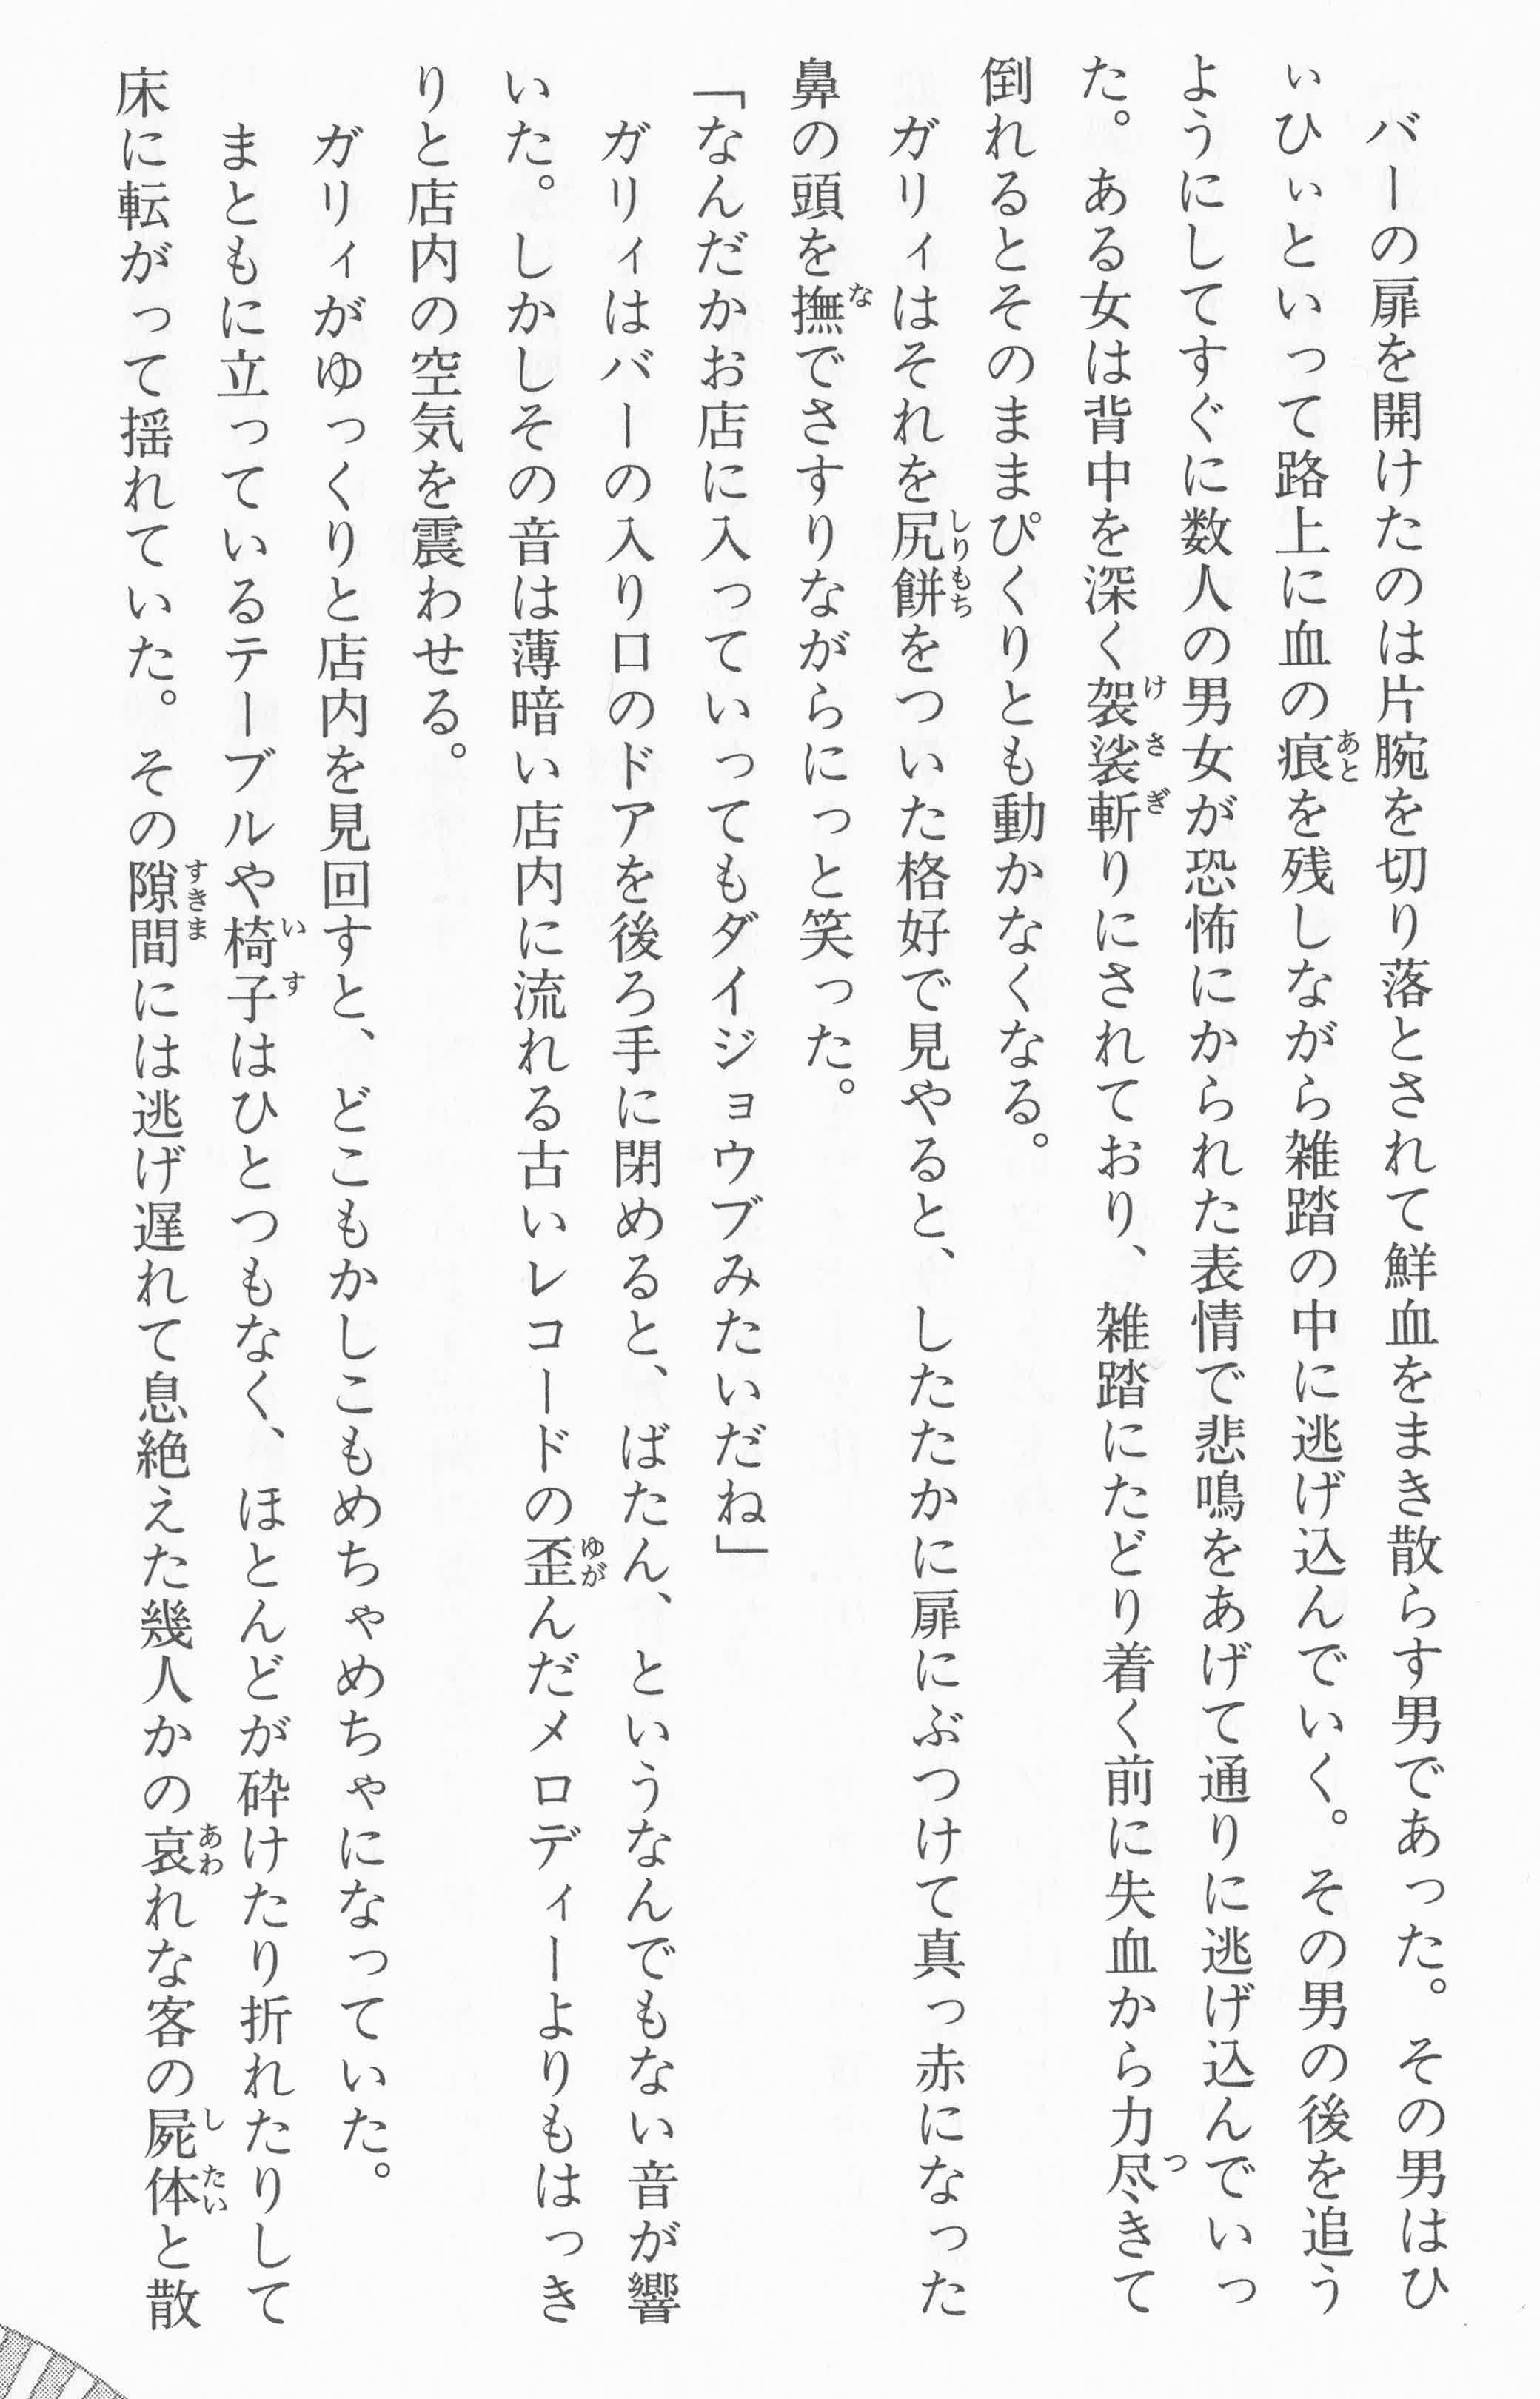 バーの扉を開けたのは片腕を切り落とされて鮮血をまき散らす男であった。その男はひ
ぃひぃといって路上に血の痕を残しながら雑踏の中に逃げ込んでいく。その男の後を追う
ようにしてすぐに数人の男女が恐怖にかられた表情で悲鳴をあげて通りに逃げ込んでいっ
た。ある女は背中を深く袈裟斬りにされており、雑踏にたどり着く前に失血から力尽きて
倒れるとそのままぴくりとも動かなくなる。
　ガリィはそれを尻餅をついた格好で見やると、したたかに扉にぶつけて真っ赤になった
鼻の頭を撫でさすりながらにっと笑った。
「なんだかお店に入っていってもダイジョウブみたいだね」
　ガリィはバーの入り口のドアを後ろ手に閉めると、ばたん、というなんでもない音が響
いた。しかしその音は薄暗い店内に流れる古いレコードの歪んだメロディーよりもはっき
りと店内の空気を震わせる。
　ガリィがゆっくりと店内を見回すと、どこもかしこもめちゃめちゃになっていた。
　まともに立っているテーブルや椅子はひとつもなく、ほとんどが砕けたり折れたりして
床に転がって揺れていた。その隙間には逃げ遅れて息絶えた幾人かの哀れな客の屍体と散